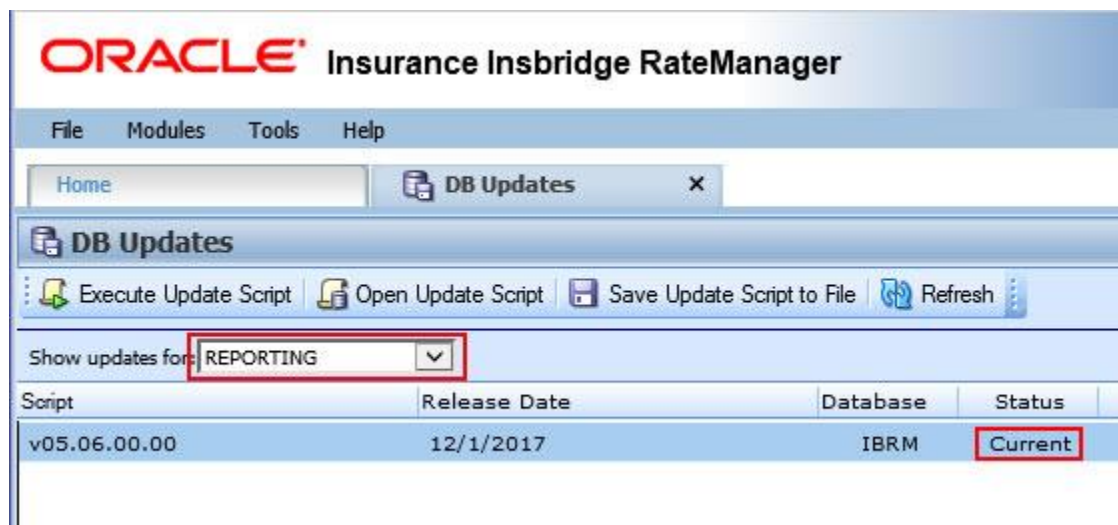 ORACLE Insurance Insbridge RateManager
File Modules Tools Help
Home DB Updates x
DB Updates
Execute Update Script Open Update Script Save Update Script to File Refresh
Show updates for: REPORTING
Script Release Date Database Status
v05.06.00.00 12/1/2017 IBRM Current